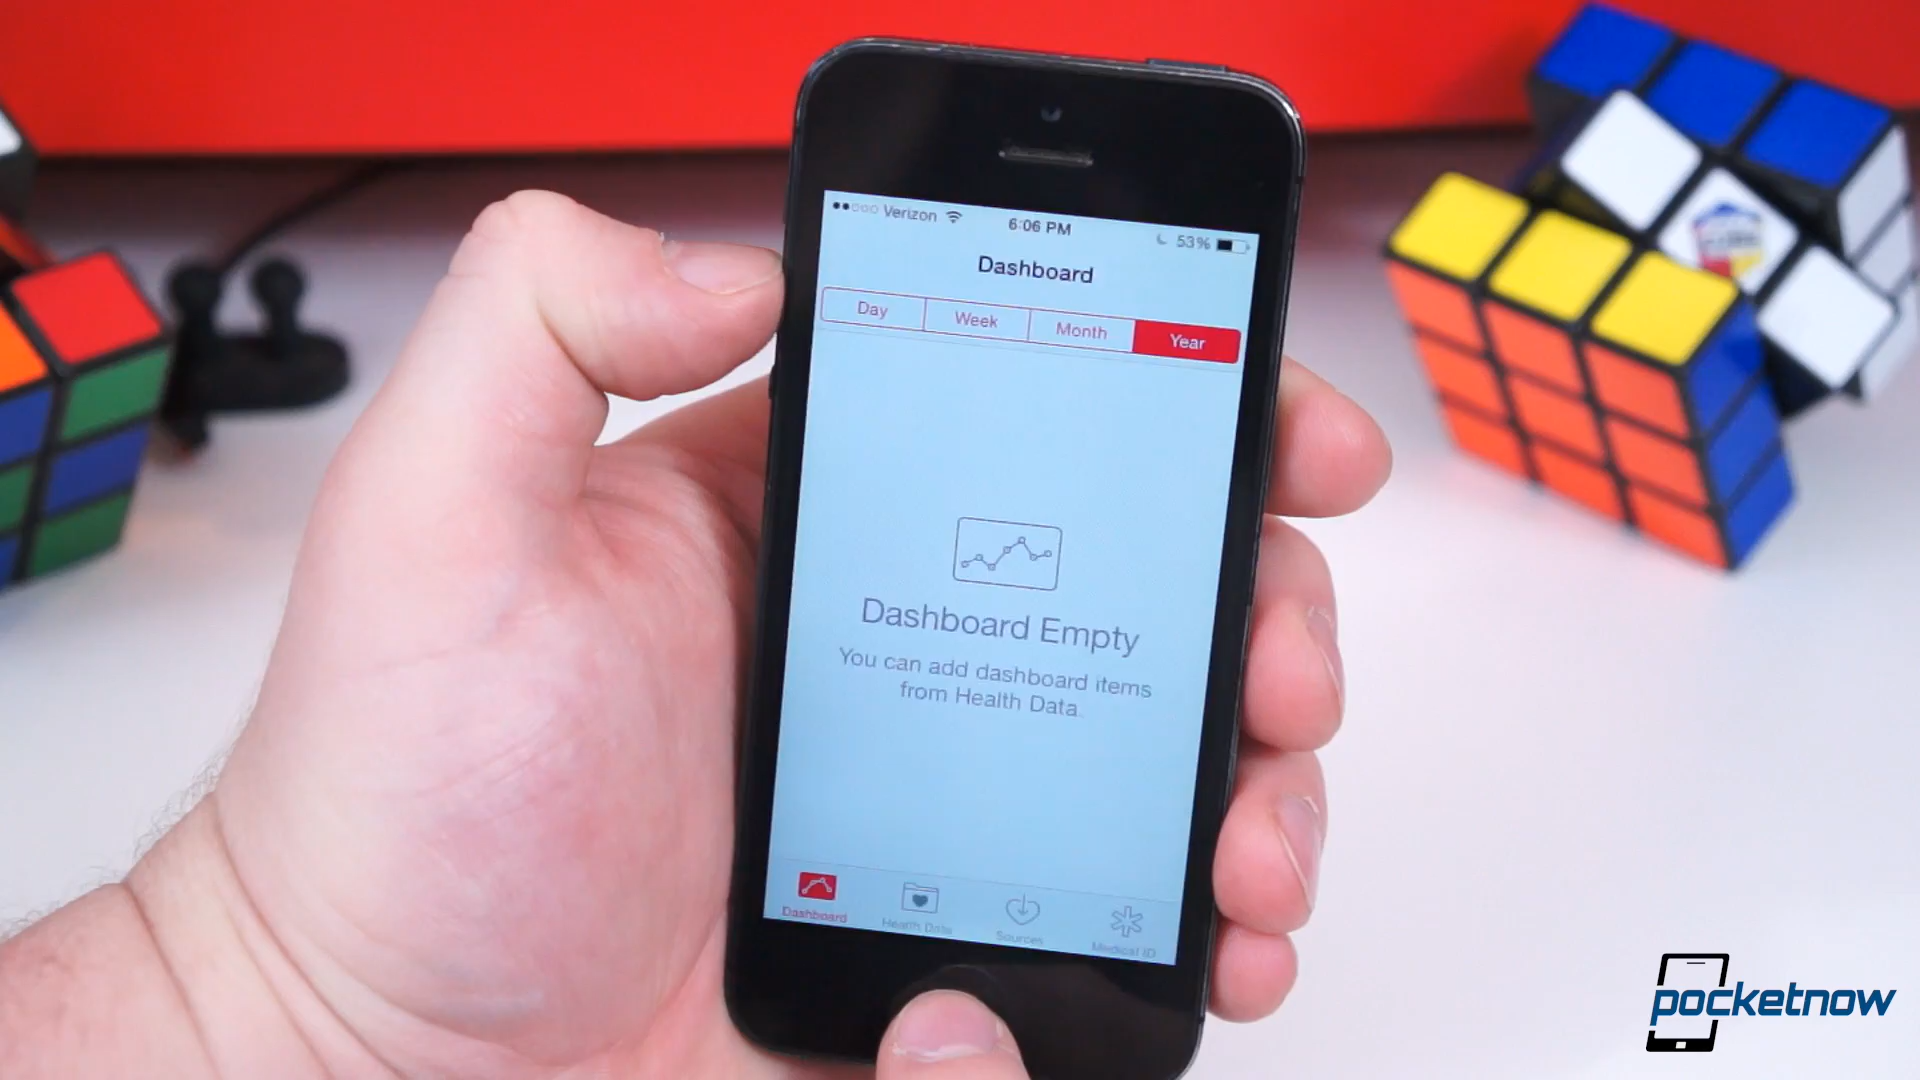 Verizon
6:06 PM
53%
Dashboard
Day Week Month Year
Dashboard Empty
You can add dashboard items
from Health Data.
Dashboard Health Data Sources Medical ID
pocketnow